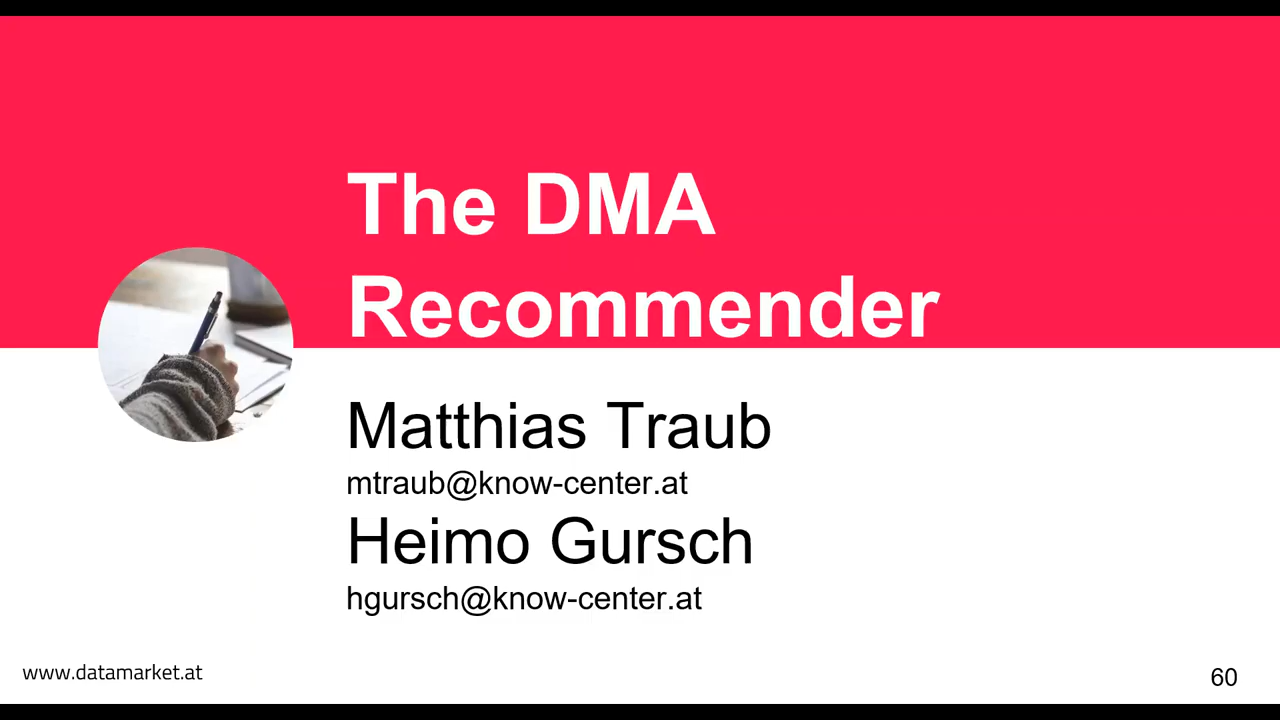 The DMA
Recommender
Matthias Traub
mtraub@know-center.at
Heimo Gursch
hgursch@know-center.at
www.datamarket.at
60